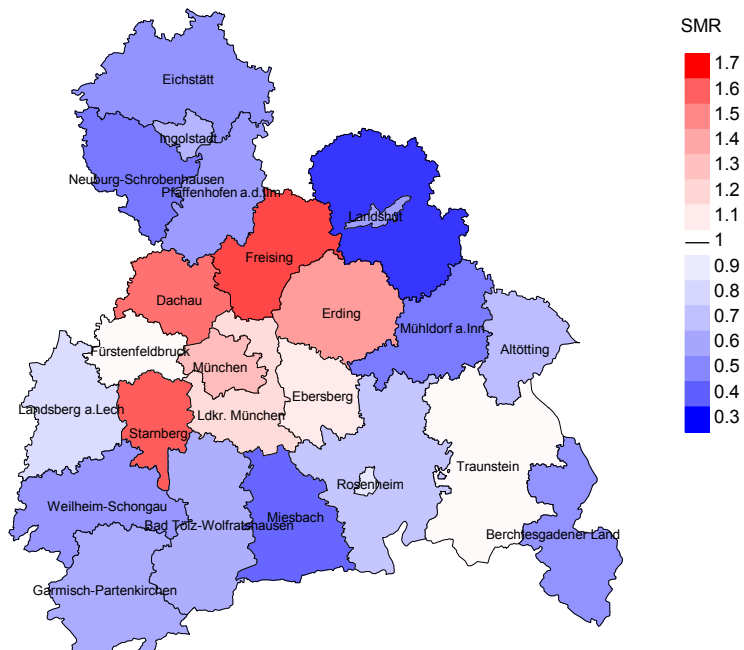 SMR
1.7
1.6
1.5
1.4
1.3
1.2
1.1
1
0.9
0.8
0.7
0.6
0.5
0.4
0.3
Eichstätt
Ingolstadt
Neuburg-Schrobenhausen
Pfaffenhofen a.d.Ilm
Landshut
Freising
Dachau
Erding
Mühldorf a.Inn
Altötting
Fürstenfeldbruck
München
Ebersberg
Landsberg a.Lech
Ldkr. München
Starnberg
Traunstein
Rosenheim
Weilheim-Schongau
Miesbach
Bad Tölz-Wolfratshausen
Berchtesgadener Land
Garmisch-Partenkirchen